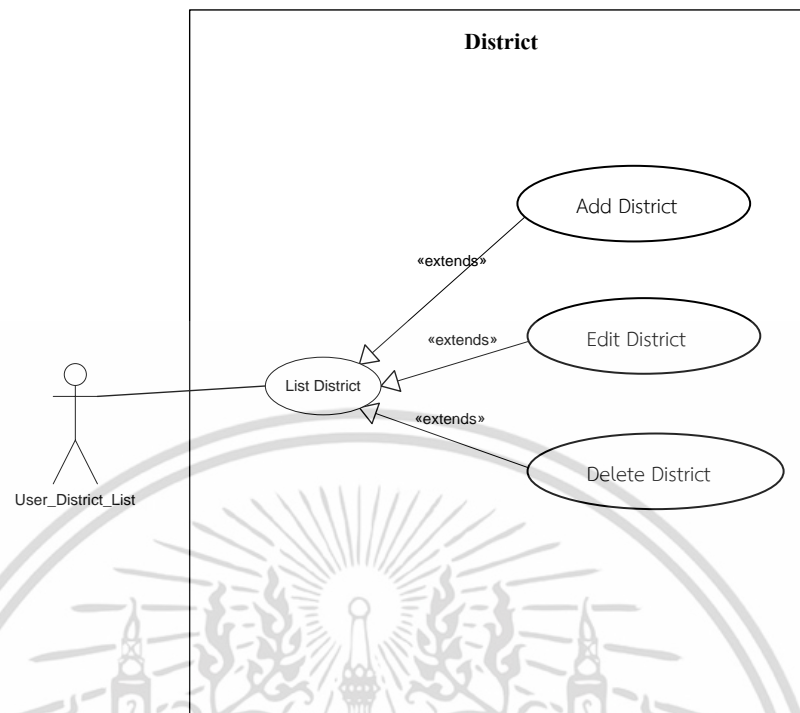 District
Add District
«extends»
«extends»
Edit District
List District
«extends»
Delete District
User_District_List